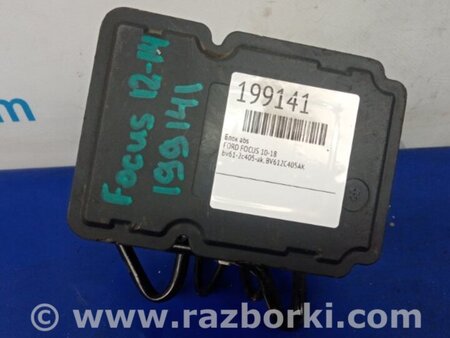 Focus 12-14
199141
199141
Блок abs
FORD FOCUS 10-18
bv61-2c405-ak, BV612C405AK
www.razborki.com